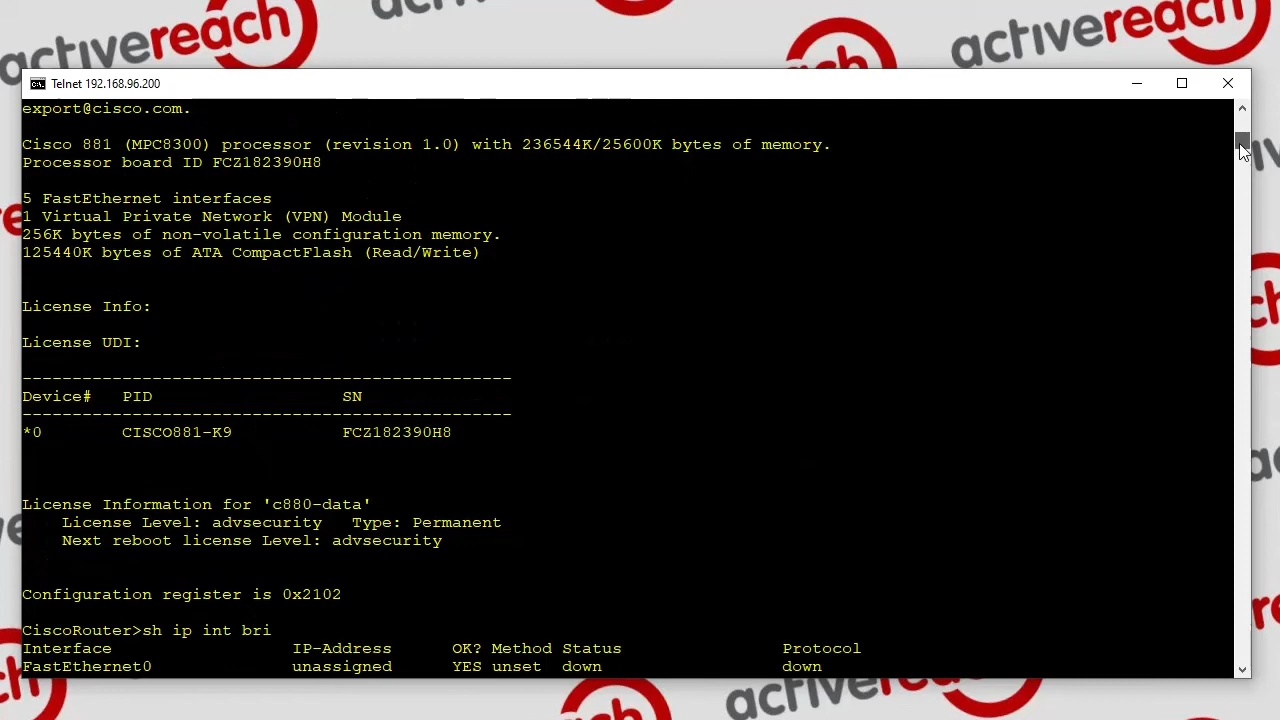 activereach
activereach
ach
Telnet 192.168.96.200
export@cisco.com.
Cisco 881 (MPC8300) processor (revision 1.0) with 236544K/25600K bytes of memory.
Processor board ID FCZ182390H8
5 FastEthernet interfaces
1 Virtual Private Network (VPN) Module
256K bytes of non-volatile configuration memory.
125440K bytes of ATA CompactFlash (Read/Write)
License Info:
License UDI:
-------------------------------------------------
Device#   PID                   SN
-------------------------------------------------
*0        CISCO881-K9           FCZ182390H8
License Information for 'c880-data'
    License Level: advsecurity   Type: Permanent
    Next reboot license Level: advsecurity
Configuration register is 0x2102
CiscoRouter>sh ip int bri
Interface                  IP-Address      OK? Method Status                Protocol
FastEthernet0              unassigned      YES unset  down                  down
ach
activereach